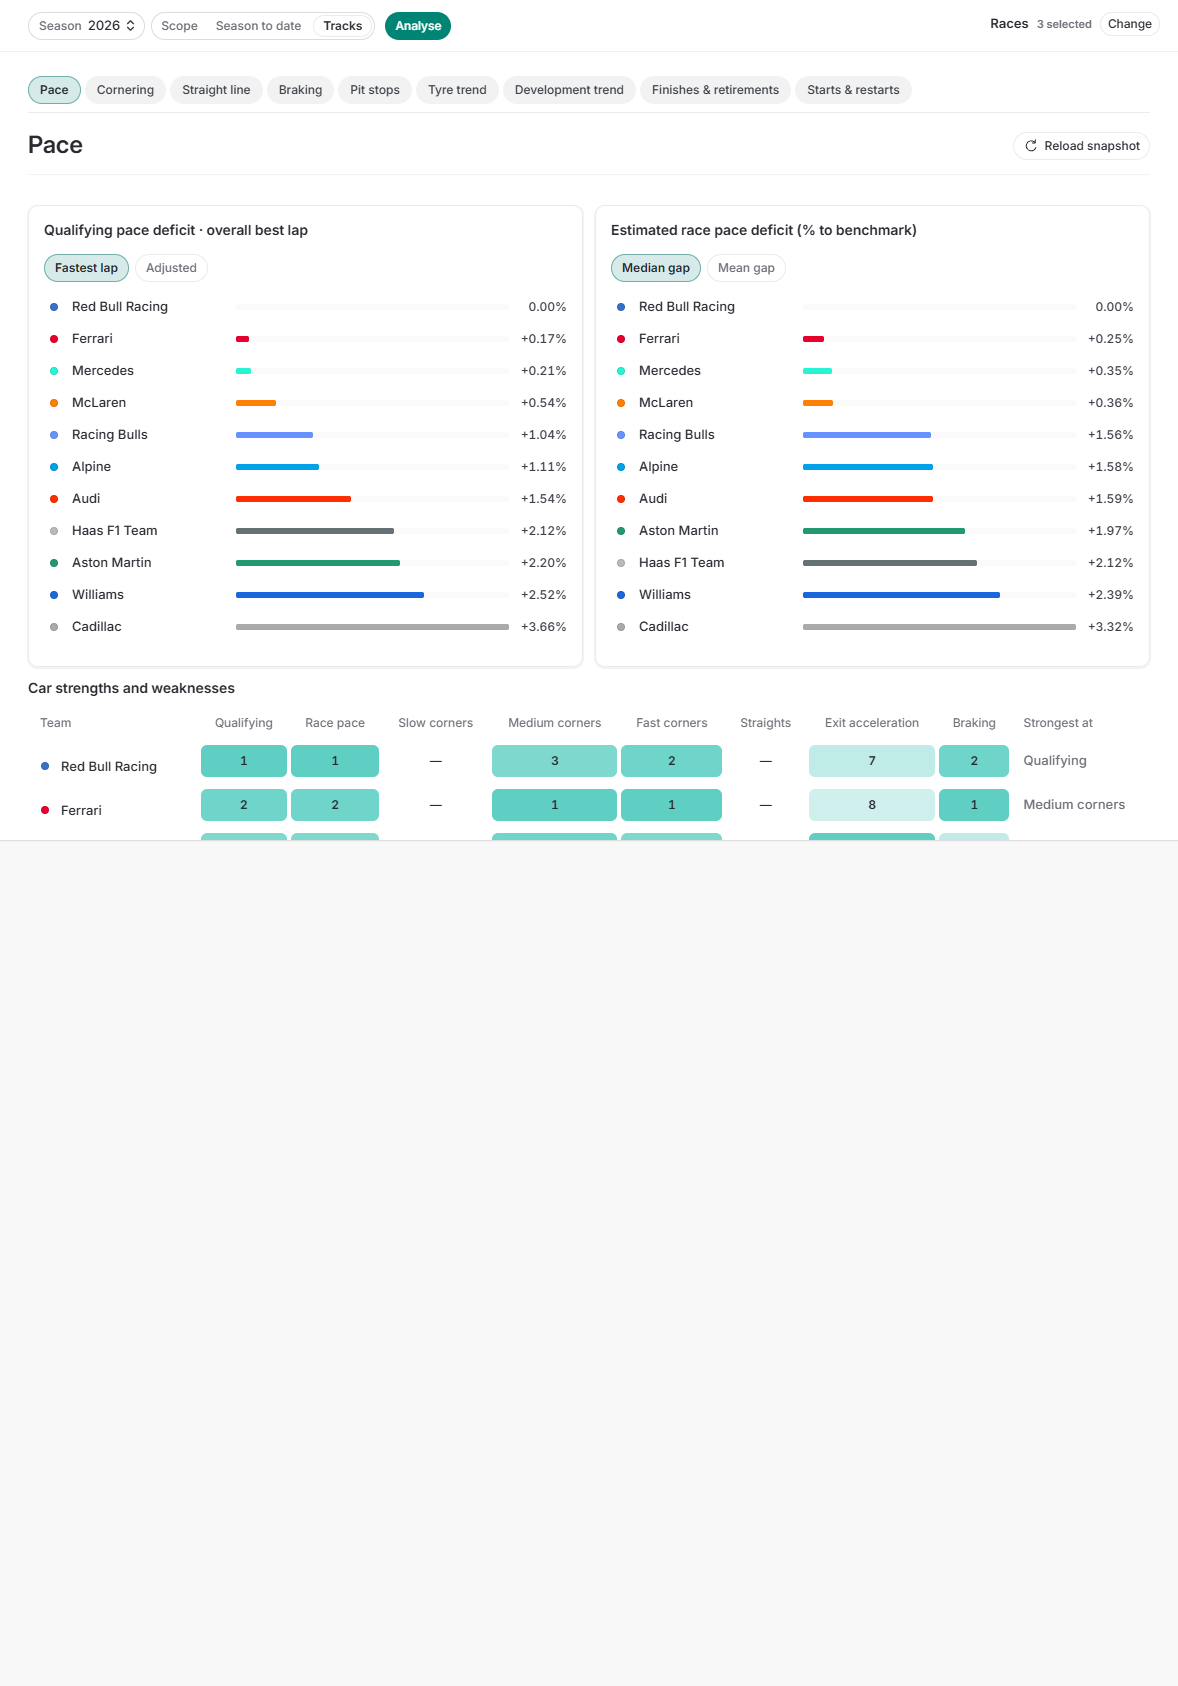 Season 2026 Scope Season to date Tracks Analyse Races 3 selected Change
Pace Cornering Straight line Braking Pit stops Tyre trend Development trend Finishes & retirements Starts & restarts
Pace Reload snapshot
Qualifying pace deficit · overall best lap
Fastest lap Adjusted
Red Bull Racing 0.00%
Ferrari +0.17%
Mercedes +0.21%
McLaren +0.54%
Racing Bulls +1.04%
Alpine +1.11%
Audi +1.54%
Haas F1 Team +2.12%
Aston Martin +2.20%
Williams +2.52%
Cadillac +3.66%
Estimated race pace deficit (% to benchmark)
Median gap Mean gap
Red Bull Racing 0.00%
Ferrari +0.25%
Mercedes +0.35%
McLaren +0.36%
Racing Bulls +1.56%
Alpine +1.58%
Audi +1.59%
Aston Martin +1.97%
Haas F1 Team +2.12%
Williams +2.39%
Cadillac +3.32%
Car strengths and weaknesses
Team Qualifying Race pace Slow corners Medium corners Fast corners Straights Exit acceleration Braking Strongest at
Red Bull Racing 1 1 — 3 2 — 7 2 Qualifying
Ferrari 2 2 — 1 1 — 8 1 Medium corners